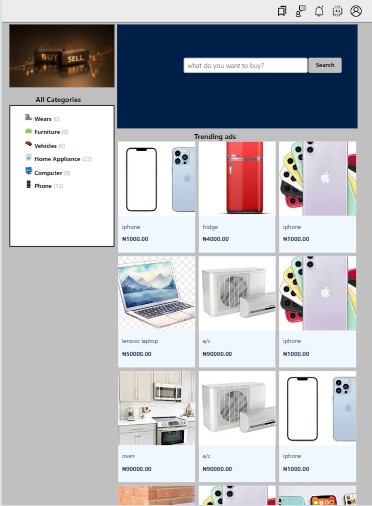 BUY SELL
what do you want to buy?
Search
All Categories
Wears (0)
Furniture (0)
Vehicles (0)
Home Appliance (23)
Computer (8)
Phone (12)
Trending ads
iphone
₦1000.00
fridge
₦4000.00
iphone
₦1000.00
lenovo laptop
₦50000.00
a/c
₦90000.00
iphone
₦1000.00
oven
₦90000.00
a/c
₦90000.00
iphone
₦1000.00